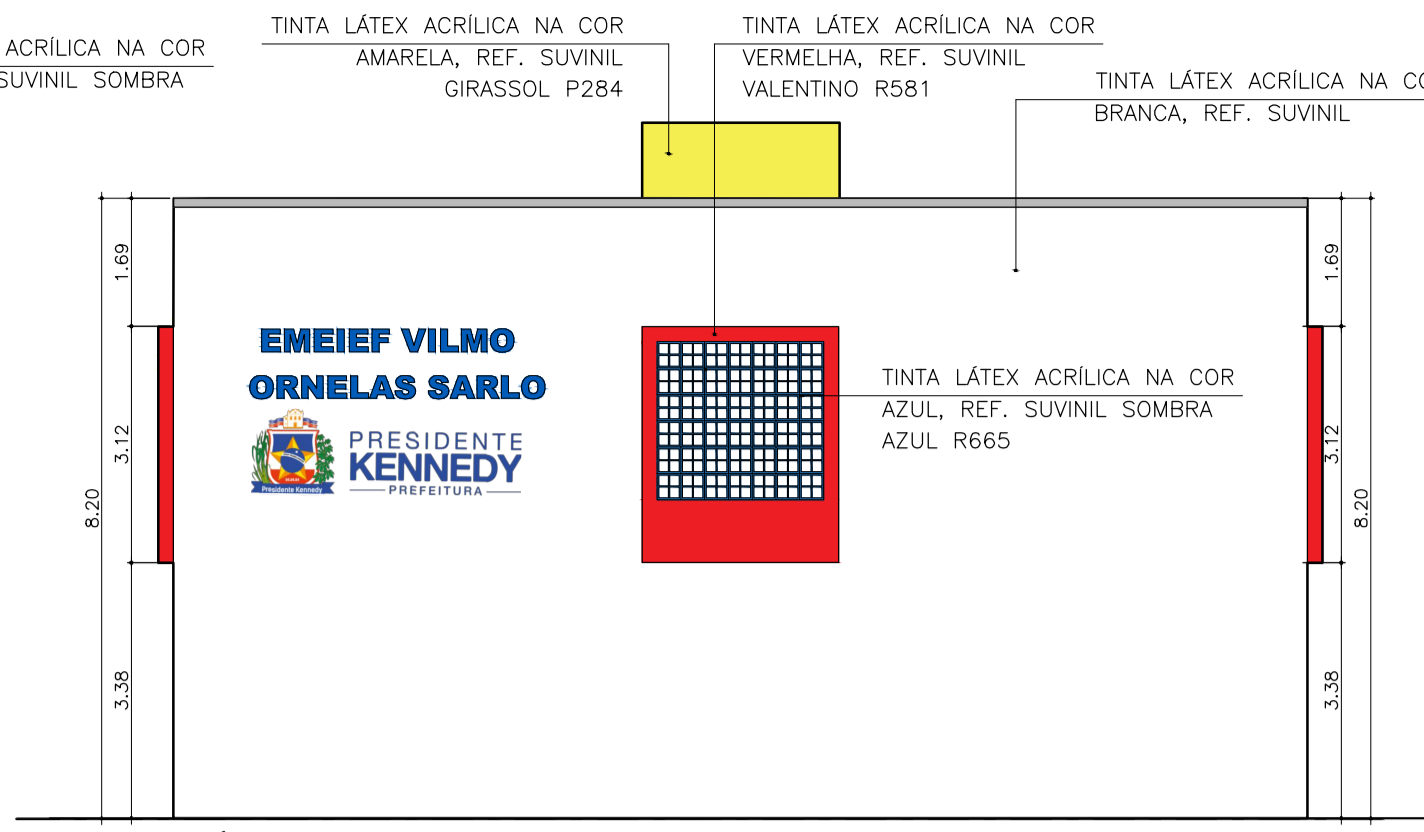 ACRÍLICA NA COR
SUVINIL SOMBRA
TINTA LÁTEX ACRÍLICA NA COR
AMARELA, REF. SUVINIL
GIRASSOL P284
TINTA LÁTEX ACRÍLICA NA COR
VERMELHA, REF. SUVINIL
VALENTINO R581
TINTA LÁTEX ACRÍLICA NA CO
BRANCA, REF. SUVINIL
1.69
3.12
3.38
8.20
EMEIEF VILMO
ORNELAS SARLO
Presidente Kennedy
PRESIDENTE
KENNEDY
PREFEITURA
TINTA LÁTEX ACRÍLICA NA COR
AZUL, REF. SUVINIL SOMBRA
AZUL R665
1.69
3.12
3.38
8.20